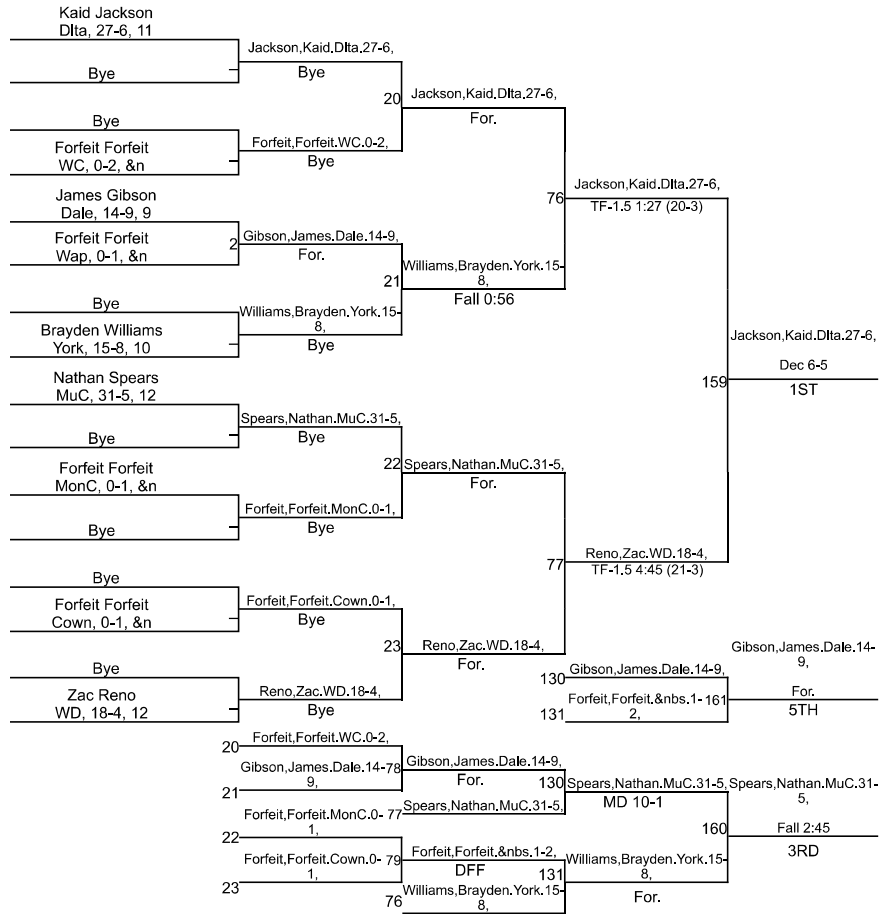 Kaid Jackson
Dlta, 27-6, 11
Jackson,Kaid.Dlta.27-6,
Bye
Bye
20
Jackson,Kaid.Dlta.27-6,
For.
Bye
Forfeit Forfeit
WC, 0-2, &n
Forfeit,Forfeit.WC.0-2,
Bye
76
Jackson,Kaid.Dlta.27-6,
TF-1.5 1:27 (20-3)
James Gibson
Dale, 14-9, 9
Forfeit Forfeit
Wap, 0-1, &n
2
Gibson,James.Dale.14-9,
For.
21
Williams,Brayden.York.15-
8,
Fall 0:56
Bye
Brayden Williams
York, 15-8, 10
Williams,Brayden.York.15-
8,
Bye
159
Jackson,Kaid.Dlta.27-6,
Dec 6-5
1ST
Nathan Spears
MuC, 31-5, 12
Spears,Nathan.MuC.31-5,
Bye
Bye
22
Spears,Nathan.MuC.31-5,
For.
Forfeit Forfeit
MonC, 0-1, &n
Forfeit,Forfeit.MonC.0-1,
Bye
Bye
77
Reno,Zac.WD.18-4,
TF-1.5 4:45 (21-3)
Bye
Forfeit Forfeit
Cown, 0-1, &n
Forfeit,Forfeit.Cown.0-1,
Bye
23
Reno,Zac.WD.18-4,
For.
Bye
Zac Reno
WD, 18-4, 12
Reno,Zac.WD.18-4,
Bye
130
Gibson,James.Dale.14-9,
131
Forfeit,Forfeit.&nbs.1-
2,
161
Gibson,James.Dale.14-
9,
For.
5TH
20
Forfeit,Forfeit.WC.0-2,
21
Gibson,James.Dale.14-
9,
78
Gibson,James.Dale.14-9,
For.
77
Spears,Nathan.MuC.31-5,
130
Spears,Nathan.MuC.31-5,
MD 10-1
22
Forfeit,Forfeit.MonC.0-
1,
23
Forfeit,Forfeit.Cown.0-
1,
79
Forfeit,Forfeit.&nbs.1-2,
DFF
76
Williams,Brayden.York.15-
8,
131
Williams,Brayden.York.15-
8,
For.
160
Spears,Nathan.MuC.31-
5,
Fall 2:45
3RD